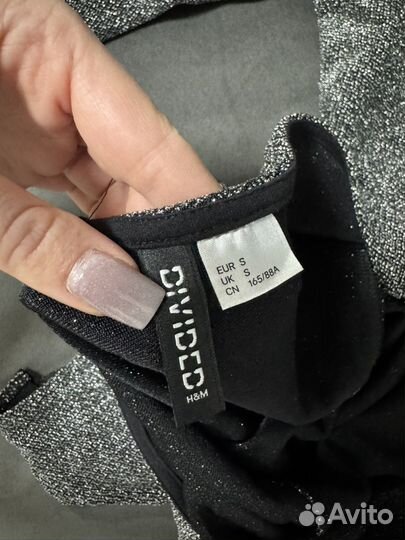 DIVIDED
H&M
EUR S
UK S
CN 165/88A
Avito